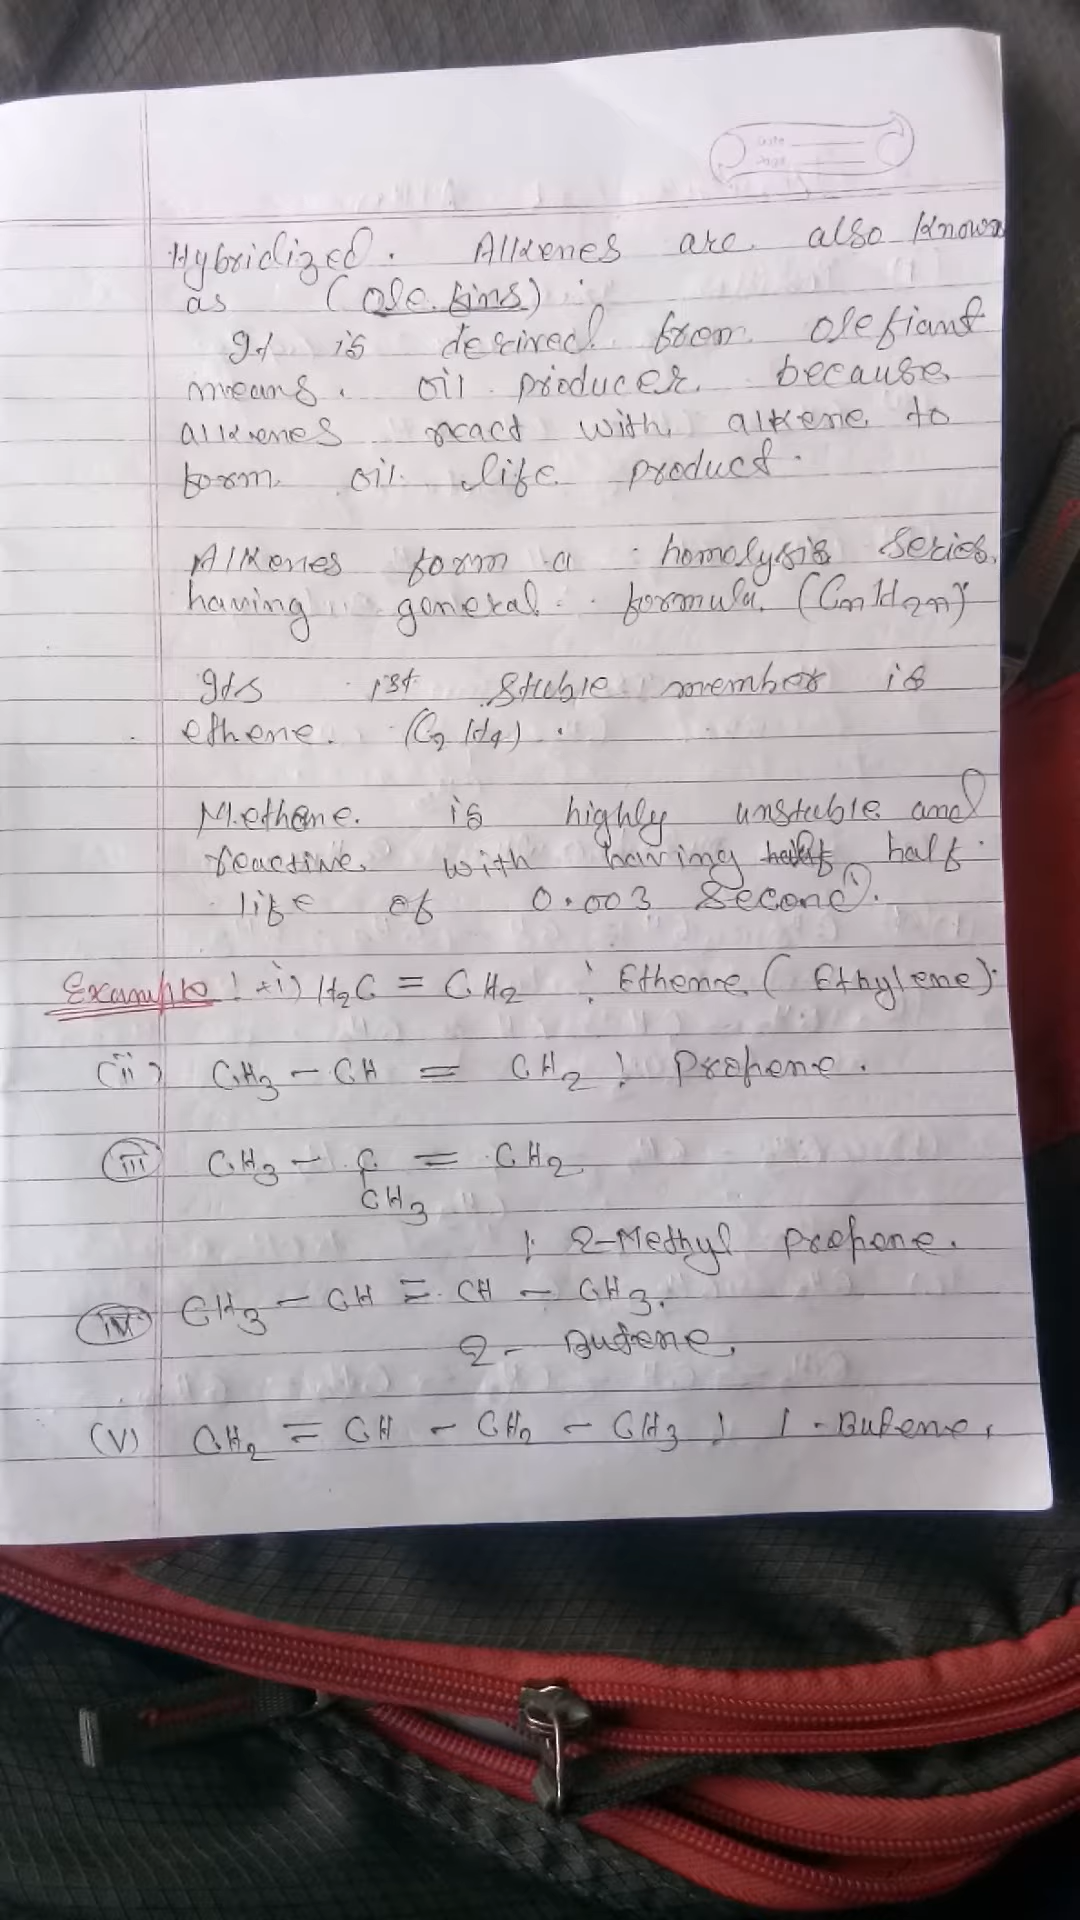 Date
Page
Hybridized. Alkenes are also known
as (Olefins).
It is derived from olefiant
means. oil producer because
alkenes react with alkene to
form oil life product.
Alkenes form a homolysis series
having general formula (CnH2n)
Its 1st stable member is
ethene. (C2H4).
Methene is highly unstable and
reactive with having half
life of 0.003 second.
Example : i) H2C = CH2 : Ethene (Ethylene).
(ii) CH3 - CH = CH2 : Propene.
(iii) CH3 - C = CH2
CH3
: 2-Methyl propene.
(iv) CH3 - CH = CH - CH3.
2- Butene.
(V) CH2 = CH - CH2 - CH3 : 1-Butene.